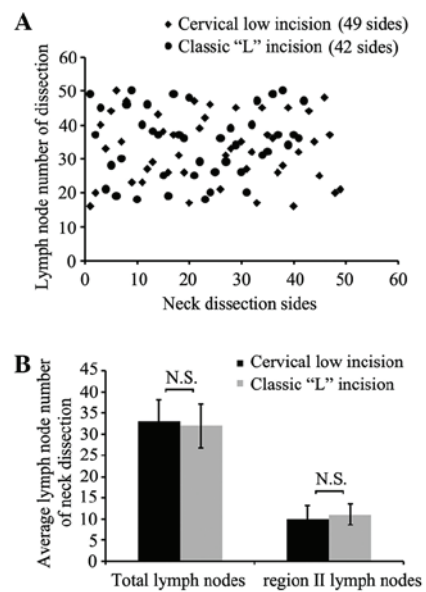 A
Cervical low incision (49 sides)
Classic “L” incision (42 sides)
Lymph node number of dissection
60
50
40
30
20
10
0
0 10 20 30 40 50 60
Neck dissection sides
B
Cervical low incision
Classic “L” incision
Average lymph node number
of neck dissection
45
40
35
30
25
20
15
10
5
0
N.S.
N.S.
Total lymph nodes region II lymph nodes